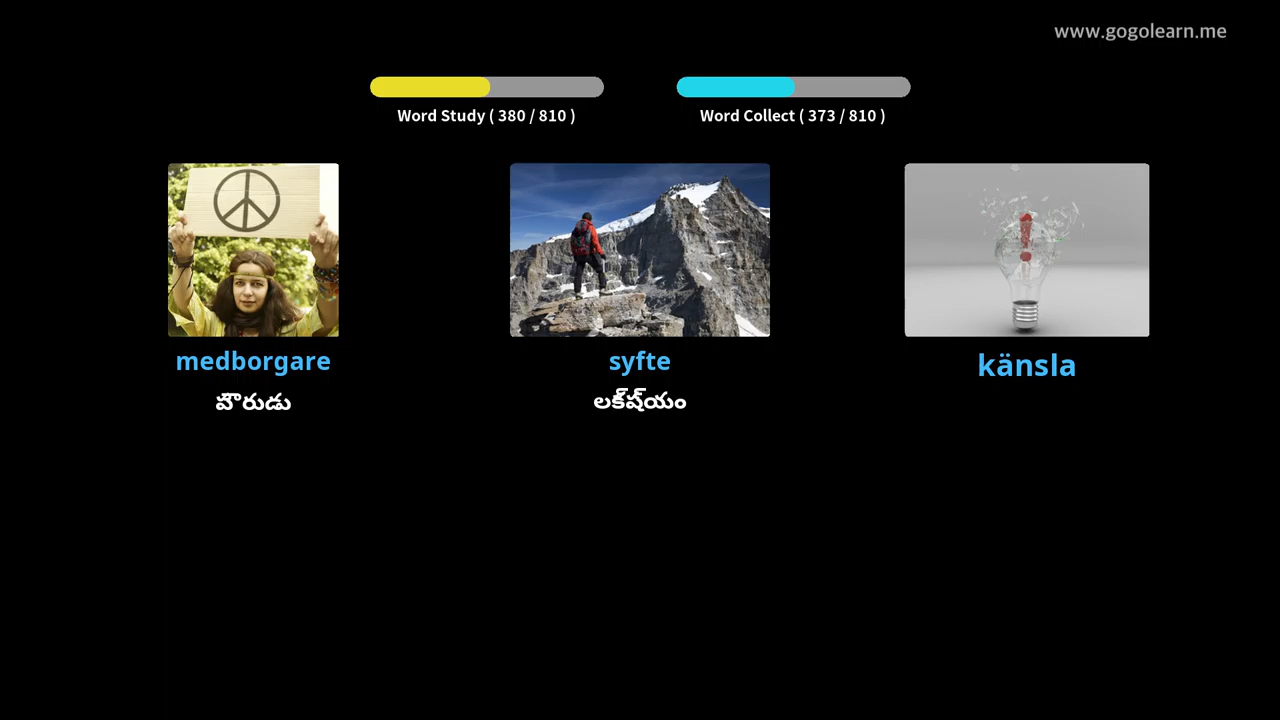 www.gogolearn.me
Word Study ( 380 / 810 )
Word Collect ( 373 / 810 )
medborgare
syfte
känsla
పౌరుడు
లక్ష్యం